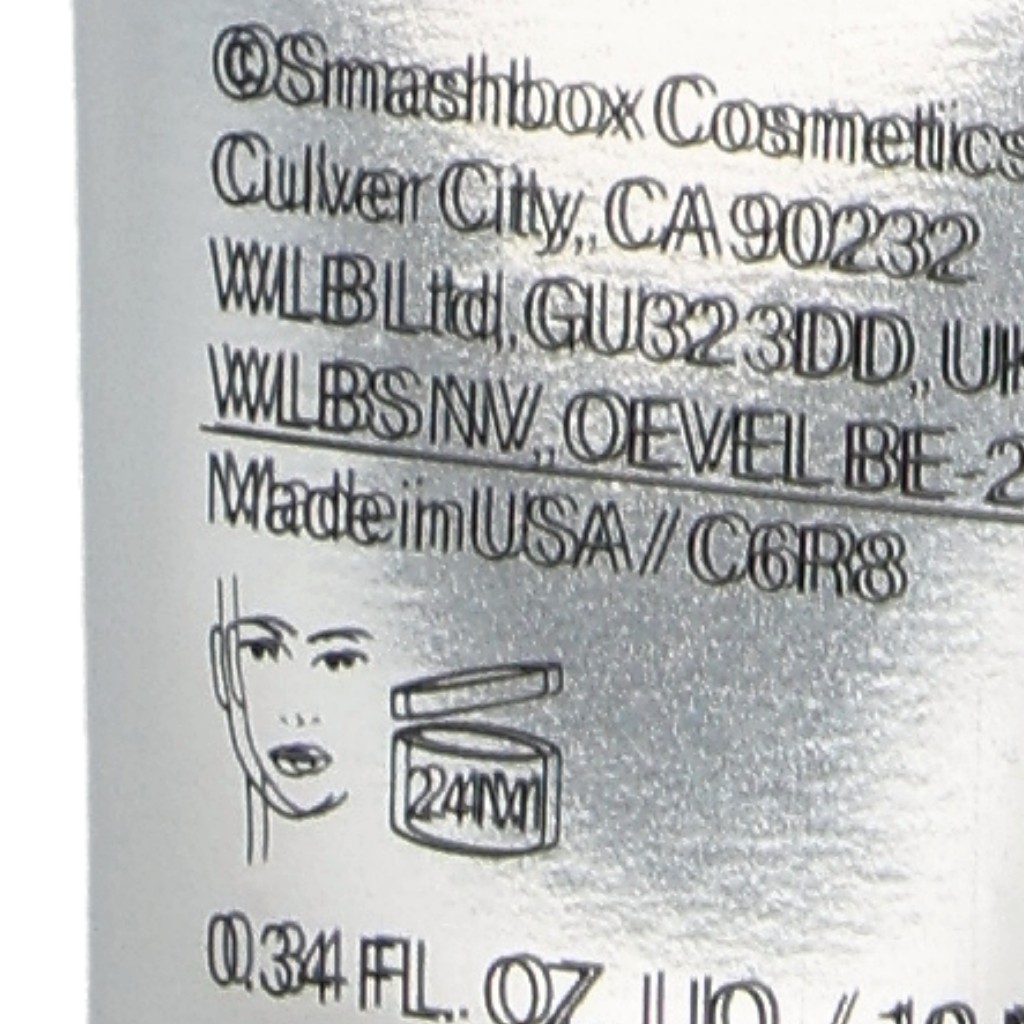 ©Smashbox Cosmetics
Culver City, CA 90232
WLB Ltd, GU32 3DD, UK
WLBS NV, OEVEL BE-2
Made in USA // C6R8
24M
0.34 FL. OZ.